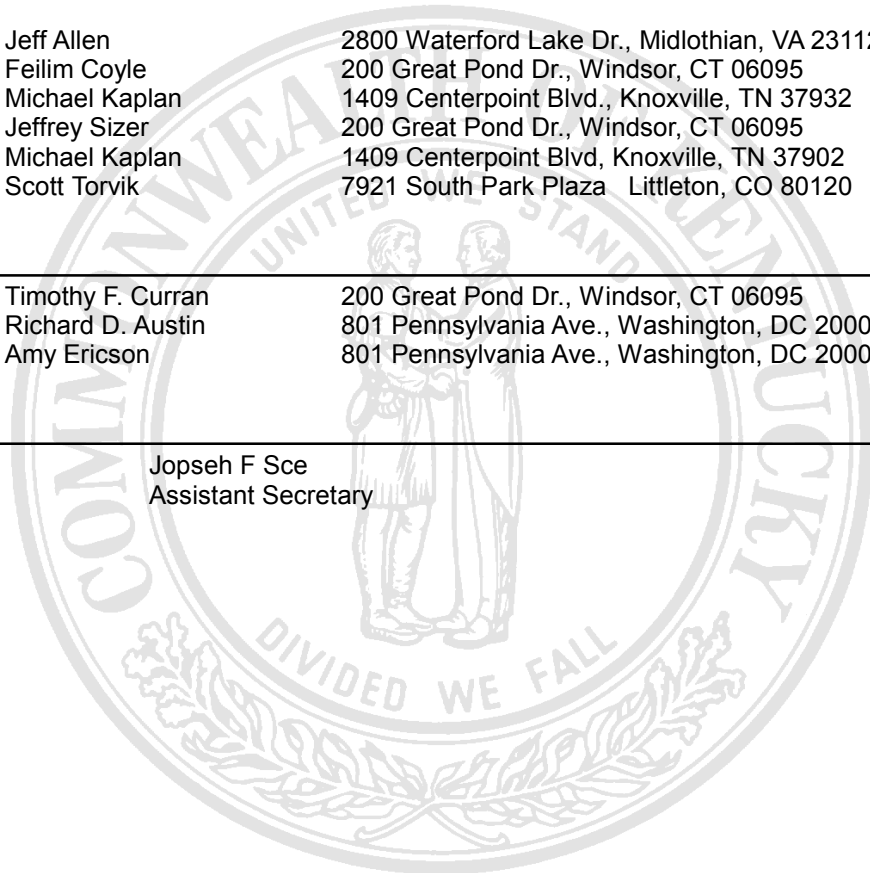 Jeff Allen 2800 Waterford Lake Dr., Midlothian, VA 23112
Feilim Coyle 200 Great Pond Dr., Windsor, CT 06095
Michael Kaplan 1409 Centerpoint Blvd., Knoxville, TN 37932
Jeffrey Sizer 200 Great Pond Dr., Windsor, CT 06095
Michael Kaplan 1409 Centerpoint Blvd, Knoxville, TN 37902
Scott Torvik 7921 South Park Plaza Littleton, CO 80120
Timothy F. Curran 200 Great Pond Dr., Windsor, CT 06095
Richard D. Austin 801 Pennsylvania Ave., Washington, DC 2000
Amy Ericson 801 Pennsylvania Ave., Washington, DC 2000
Jopseh F Sce
Assistant Secretary
COMMONWEALTH OF KENTUCKY
UNITED WE STAND
DIVIDED WE FALL